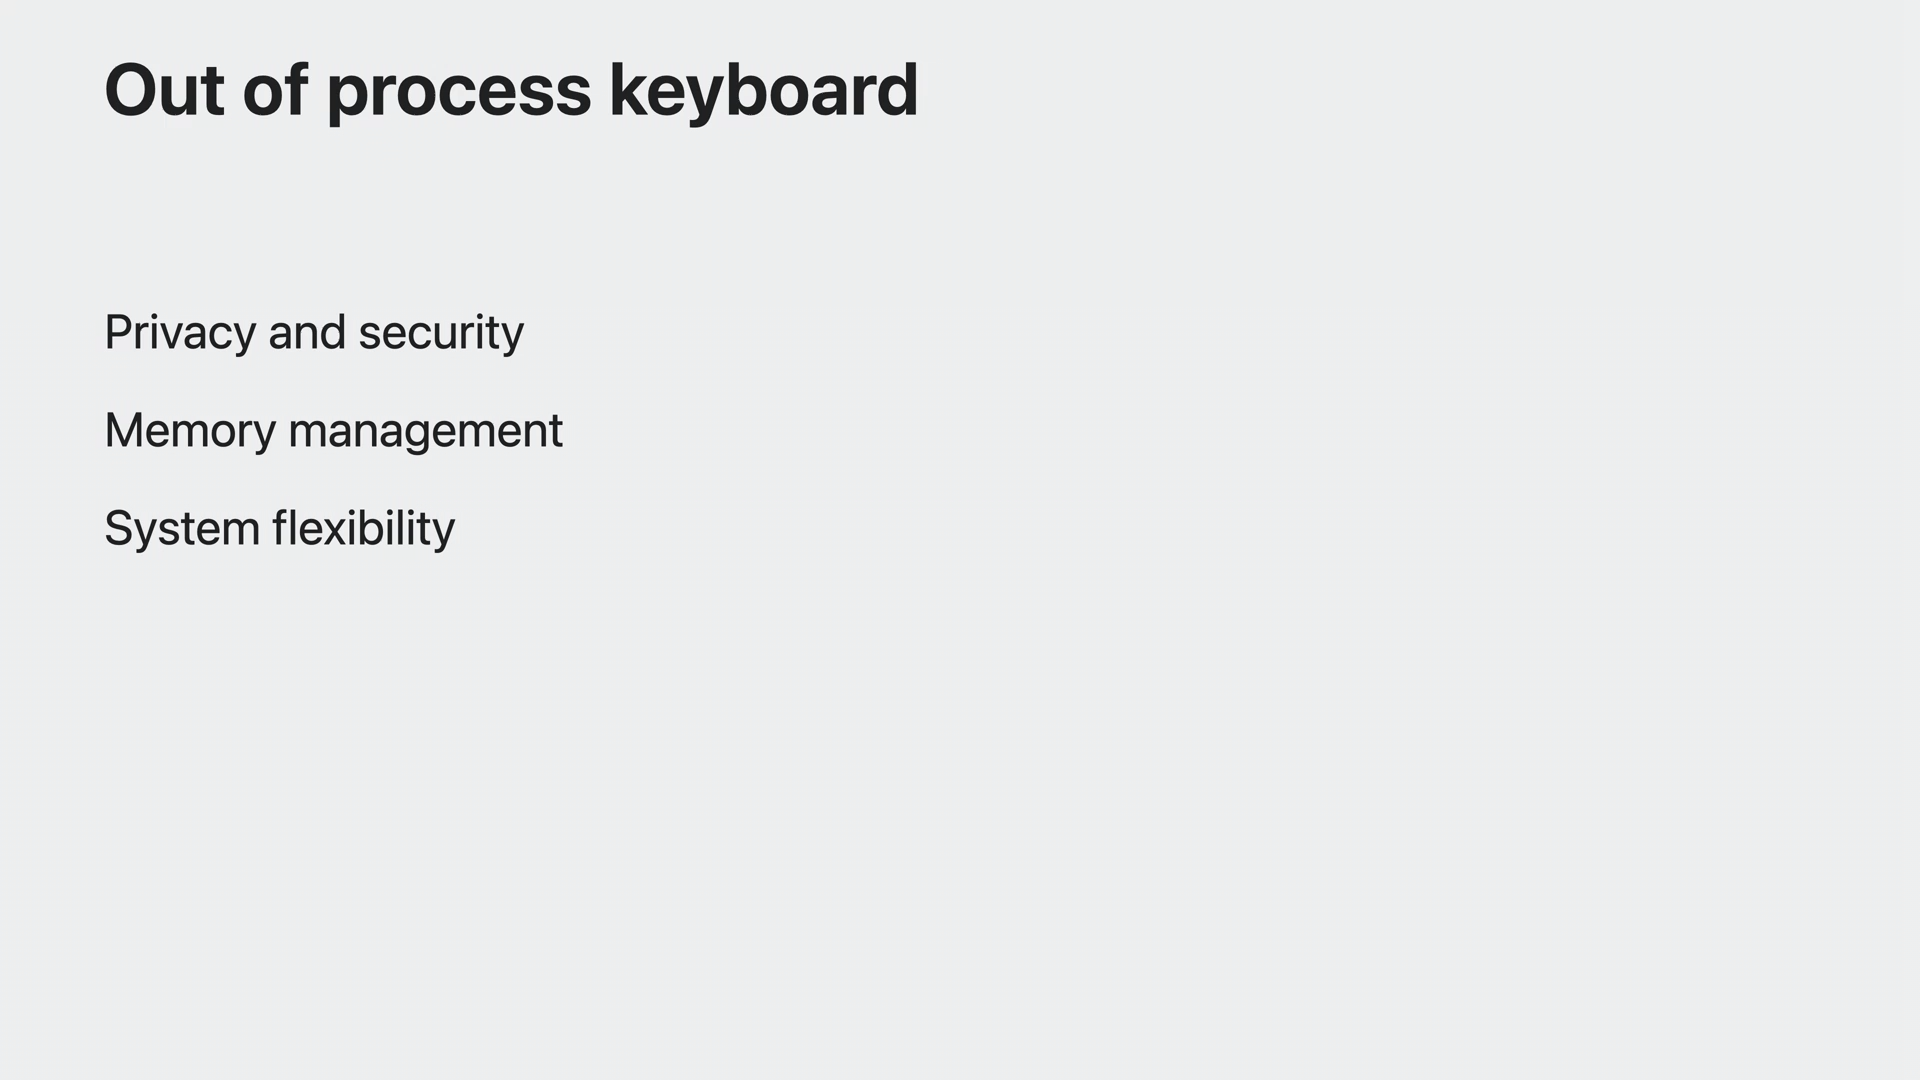 Out of process keyboard
Privacy and security
Memory management
System flexibility